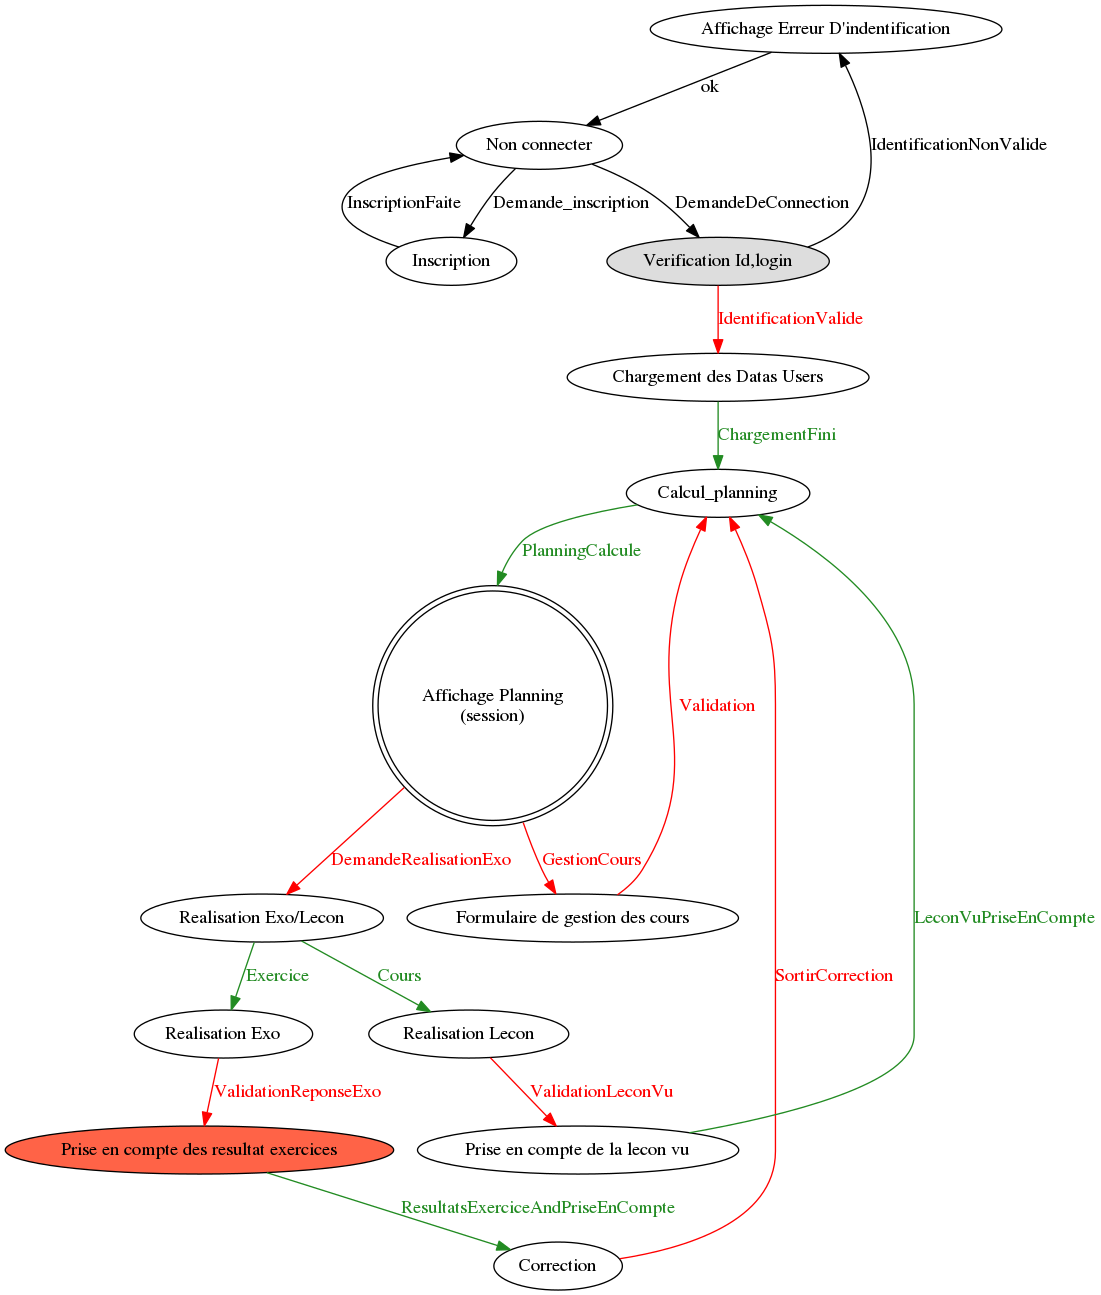 Affichage Erreur D'indentification
ok
Non connecter
IdentificationNonValide
InscriptionFaite
Demande_inscription
DemandeDeConnection
Inscription
Verification Id,login
IdentificationValide
Chargement des Datas Users
ChargementFini
Calcul_planning
PlanningCalcule
Affichage Planning
(session)
Validation
DemandeRealisationExo
GestionCours
Realisation Exo/Lecon
Formulaire de gestion des cours
LeconVuPriseEnCompte
Exercice
Cours
SortirCorrection
Realisation Exo
Realisation Lecon
ValidationReponseExo
ValidationLeconVu
Prise en compte des resultat exercices
Prise en compte de la lecon vu
ResultatsExerciceAndPriseEnCompte
Correction